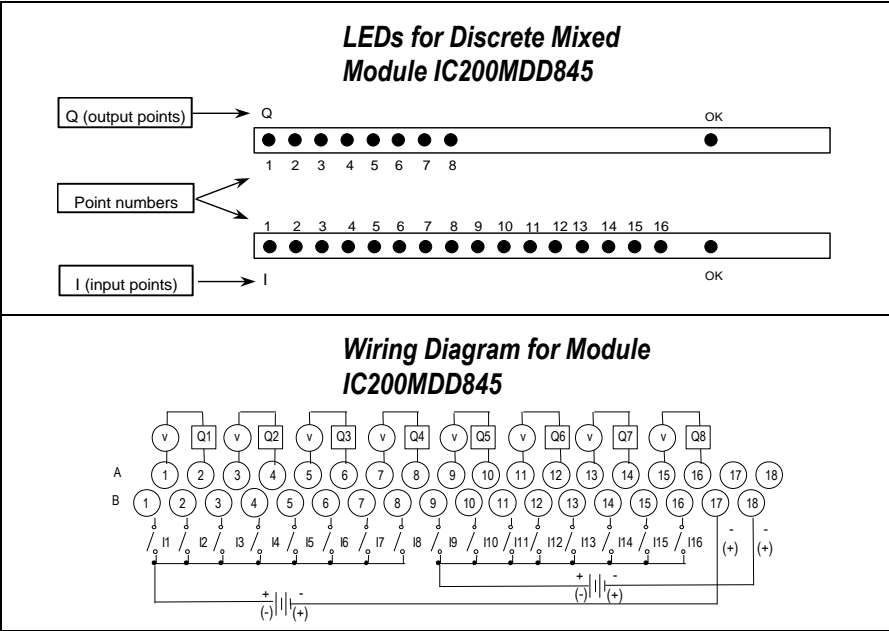 LEDs for Discrete Mixed
Module IC200MDD845
Q (output points)
Q
OK
1 2 3 4 5 6 7 8
Point numbers
1 2 3 4 5 6 7 8 9 10 11 12 13 14 15 16
I (input points)
I
OK
Wiring Diagram for Module
IC200MDD845
v Q1 v Q2 v Q3 v Q4 v Q5 v Q6 v Q7 v Q8
A 1 2 3 4 5 6 7 8 9 10 11 12 13 14 15 16 17 18
B 1 2 3 4 5 6 7 8 9 10 11 12 13 14 15 16 17 18
I1 I2 I3 I4 I5 I6 I7 I8 I9 I10 I11 I12 I13 I14 I15 I16
- -
(+) (+)
+ -
(-) (+)
+ -
(-) (+)